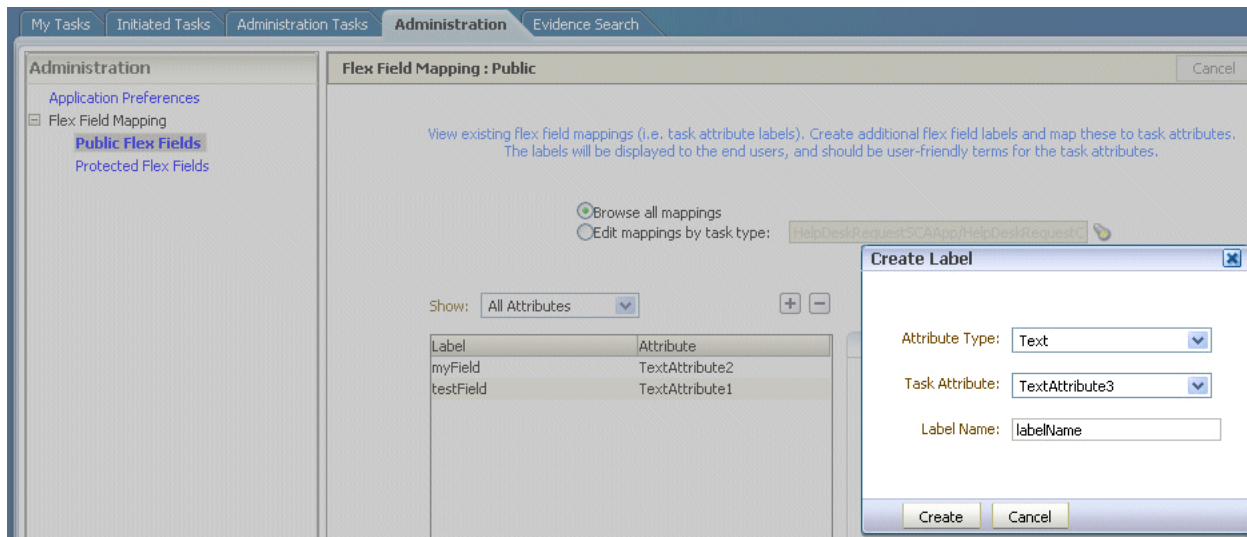 My Tasks Initiated Tasks Administration Tasks Administration Evidence Search
Administration
Application Preferences
Flex Field Mapping
Public Flex Fields
Protected Flex Fields
Flex Field Mapping : Public
Cancel
View existing flex field mappings (i.e. task attribute labels). Create additional flex field labels and map these to task attributes.
The labels will be displayed to the end users, and should be user-friendly terms for the task attributes.
Browse all mappings
Edit mappings by task type: HelpDeskRequestSCAApp/HelpDeskRequestC
Show: All Attributes
Label Attribute
myField TextAttribute2
testField TextAttribute1
Create Label
Attribute Type: Text
Task Attribute: TextAttribute3
Label Name: labelName
Create Cancel